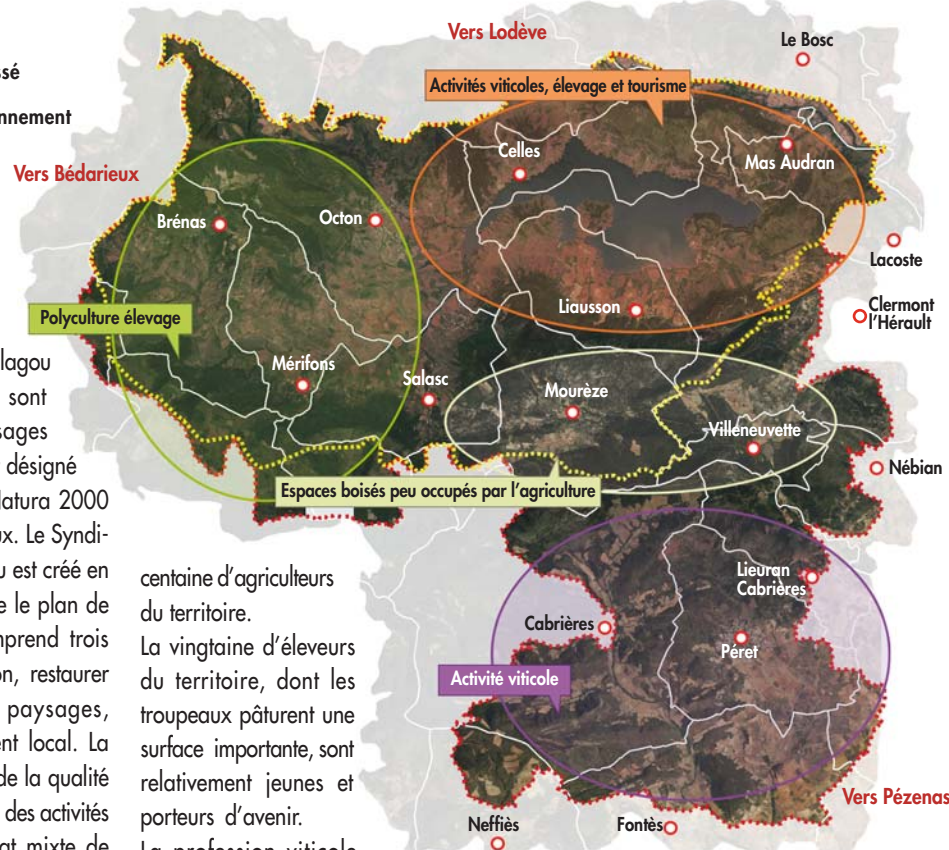 ssé
nnement
Vers Lodève
Le Bosc
Activités viticoles, élevage et tourisme
Vers Bédarieux
Celles
Mas Audran
Brénas
Octon
Lacoste
Polyculture élevage
Liausson
Clermont
l'Hérault
Mérifons
Salasc
Mourèze
Villeneuvette
Nébian
Espaces boisés peu occupés par l'agriculture
Lieuran
Cabrières
Cabrières
Péret
Activité viticole
Vers Pézenas
Neffiès
Fontès
lagou
sont
sages
désigné
atura 2000
ux. Le Syndi-
u est créé en
e le plan de
mprend trois
on, restaurer
paysages,
ent local. La
de la qualité
des activités
at mixte de
centaine d'agriculteurs
du territoire.
La vingtaine d'éleveurs
du territoire, dont les
troupeaux pâturent une
surface importante, sont
relativement jeunes et
porteurs d'avenir.
La profession viticole